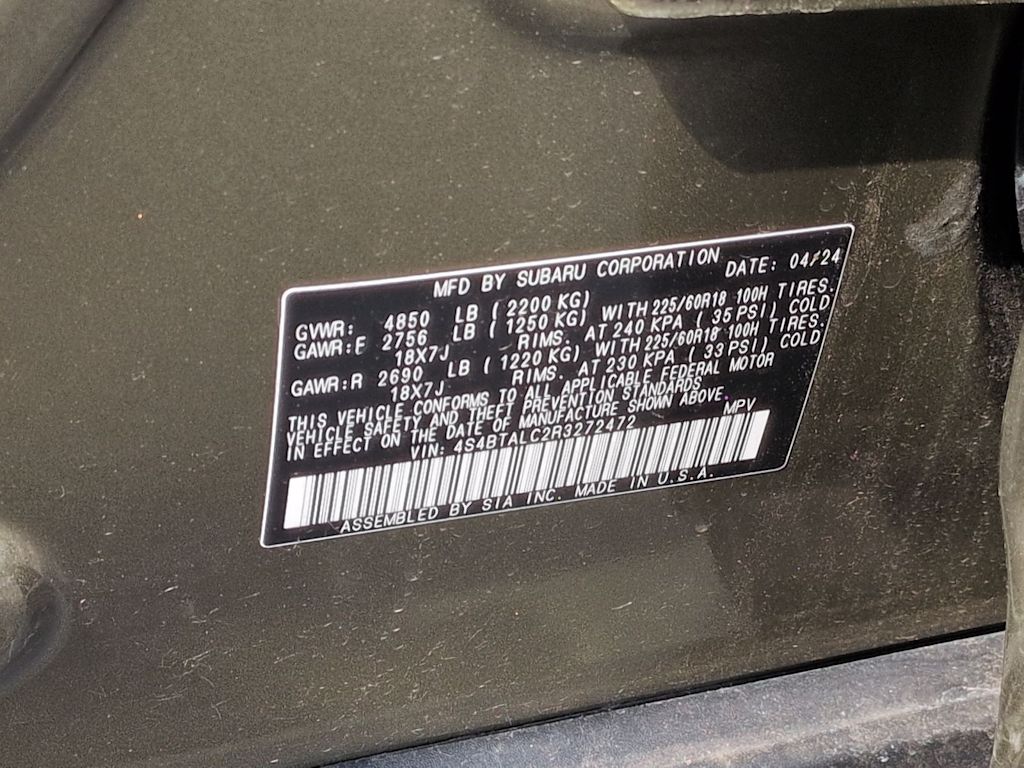 MFD BY SUBARU CORPORATION DATE: 04/24
GVWR: 4850 LB (2200 KG)
GAWR:F 2756 LB (1250 KG) WITH 225/60R18 100H TIRES.
18X7J RIMS. AT 240 KPA (35 PSI) COLD
GAWR:R 2690 LB (1220 KG) WITH 225/60R18 100H TIRES.
18X7J RIMS. AT 230 KPA (33 PSI) COLD
THIS VEHICLE CONFORMS TO ALL APPLICABLE FEDERAL MOTOR
VEHICLE SAFETY AND THEFT PREVENTION STANDARDS
IN EFFECT ON THE DATE OF MANUFACTURE SHOWN ABOVE.
VIN: 4S4BTALC2R3272472 MPV
ASSEMBLED BY SIA INC. MADE IN U.S.A.